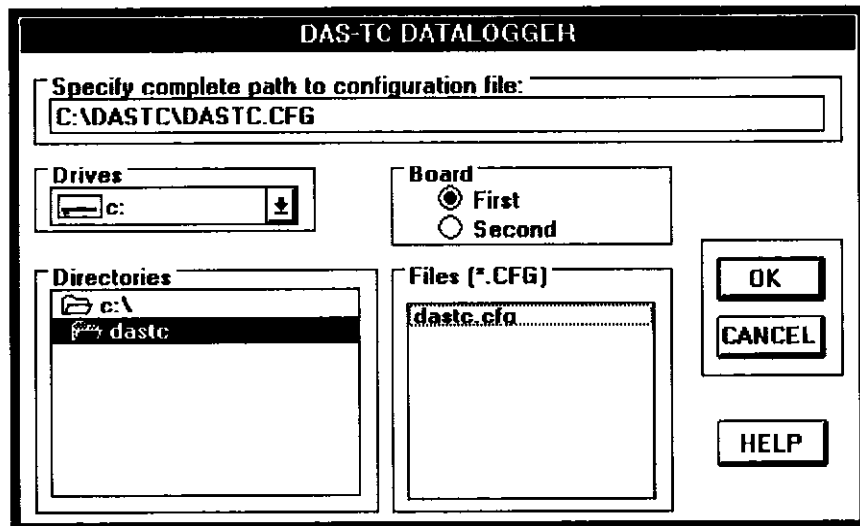 DAS-TC DATALOGGER
Specify complete path to configuration file:
C:\DASTC\DASTC.CFG
Drives
c:
Board
First
Second
Directories
c:\
dastc
Files (*.CFG)
dastc.cfg
OK
CANCEL
HELP